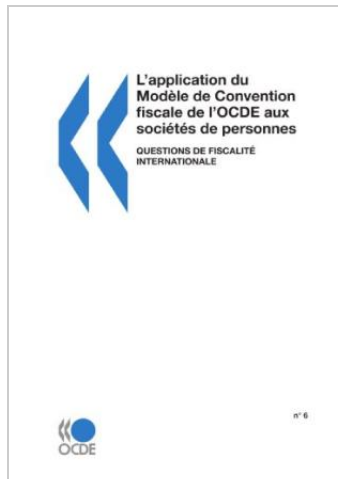 L'application du
Modèle de Convention
fiscale de l'OCDE aux
sociétés de personnes
QUESTIONS DE FISCALITÉ
INTERNATIONALE
n° 6
OCDE